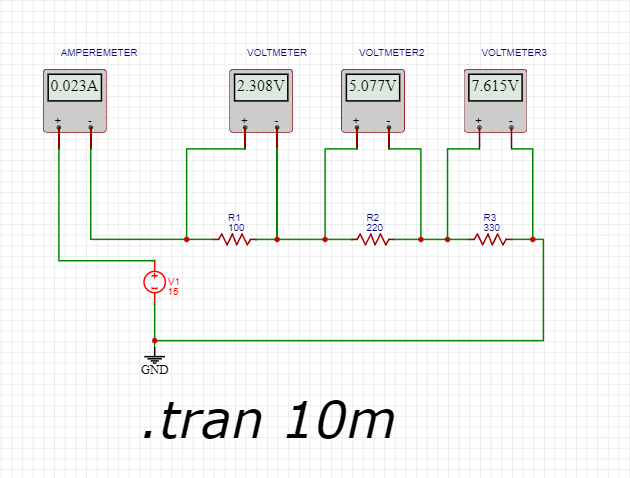 AMPEREMETER VOLTMETER VOLTMETER2 VOLTMETER3
0.023A 2.308V 5.077V 7.615V
+ - + - + - + -
R1 R2 R3
100 220 330
V1
15
GND
.tran 10m